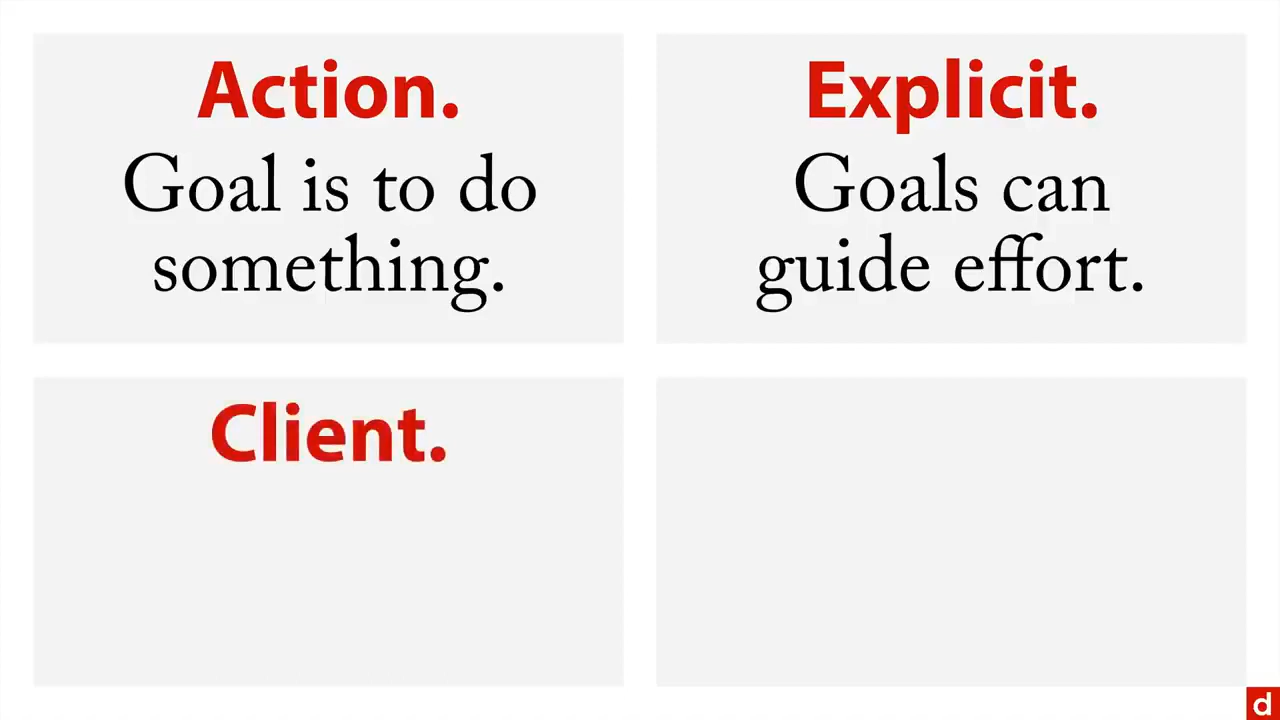 Action.
Goal is to do
something.
Explicit.
Goals can
guide effort.
Client.
d